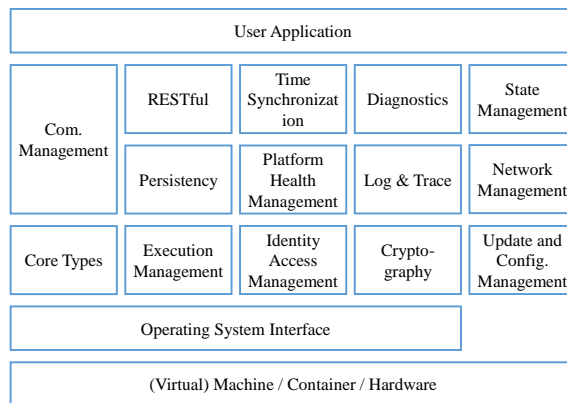 User Application
Com.
Management
RESTful
Time
Synchronizat
ion
Diagnostics
State
Management
Persistency
Platform
Health
Management
Log & Trace
Network
Management
Core Types
Execution
Management
Identity
Access
Management
Crypto-
graphy
Update and
Config.
Management
Operating System Interface
(Virtual) Machine / Container / Hardware